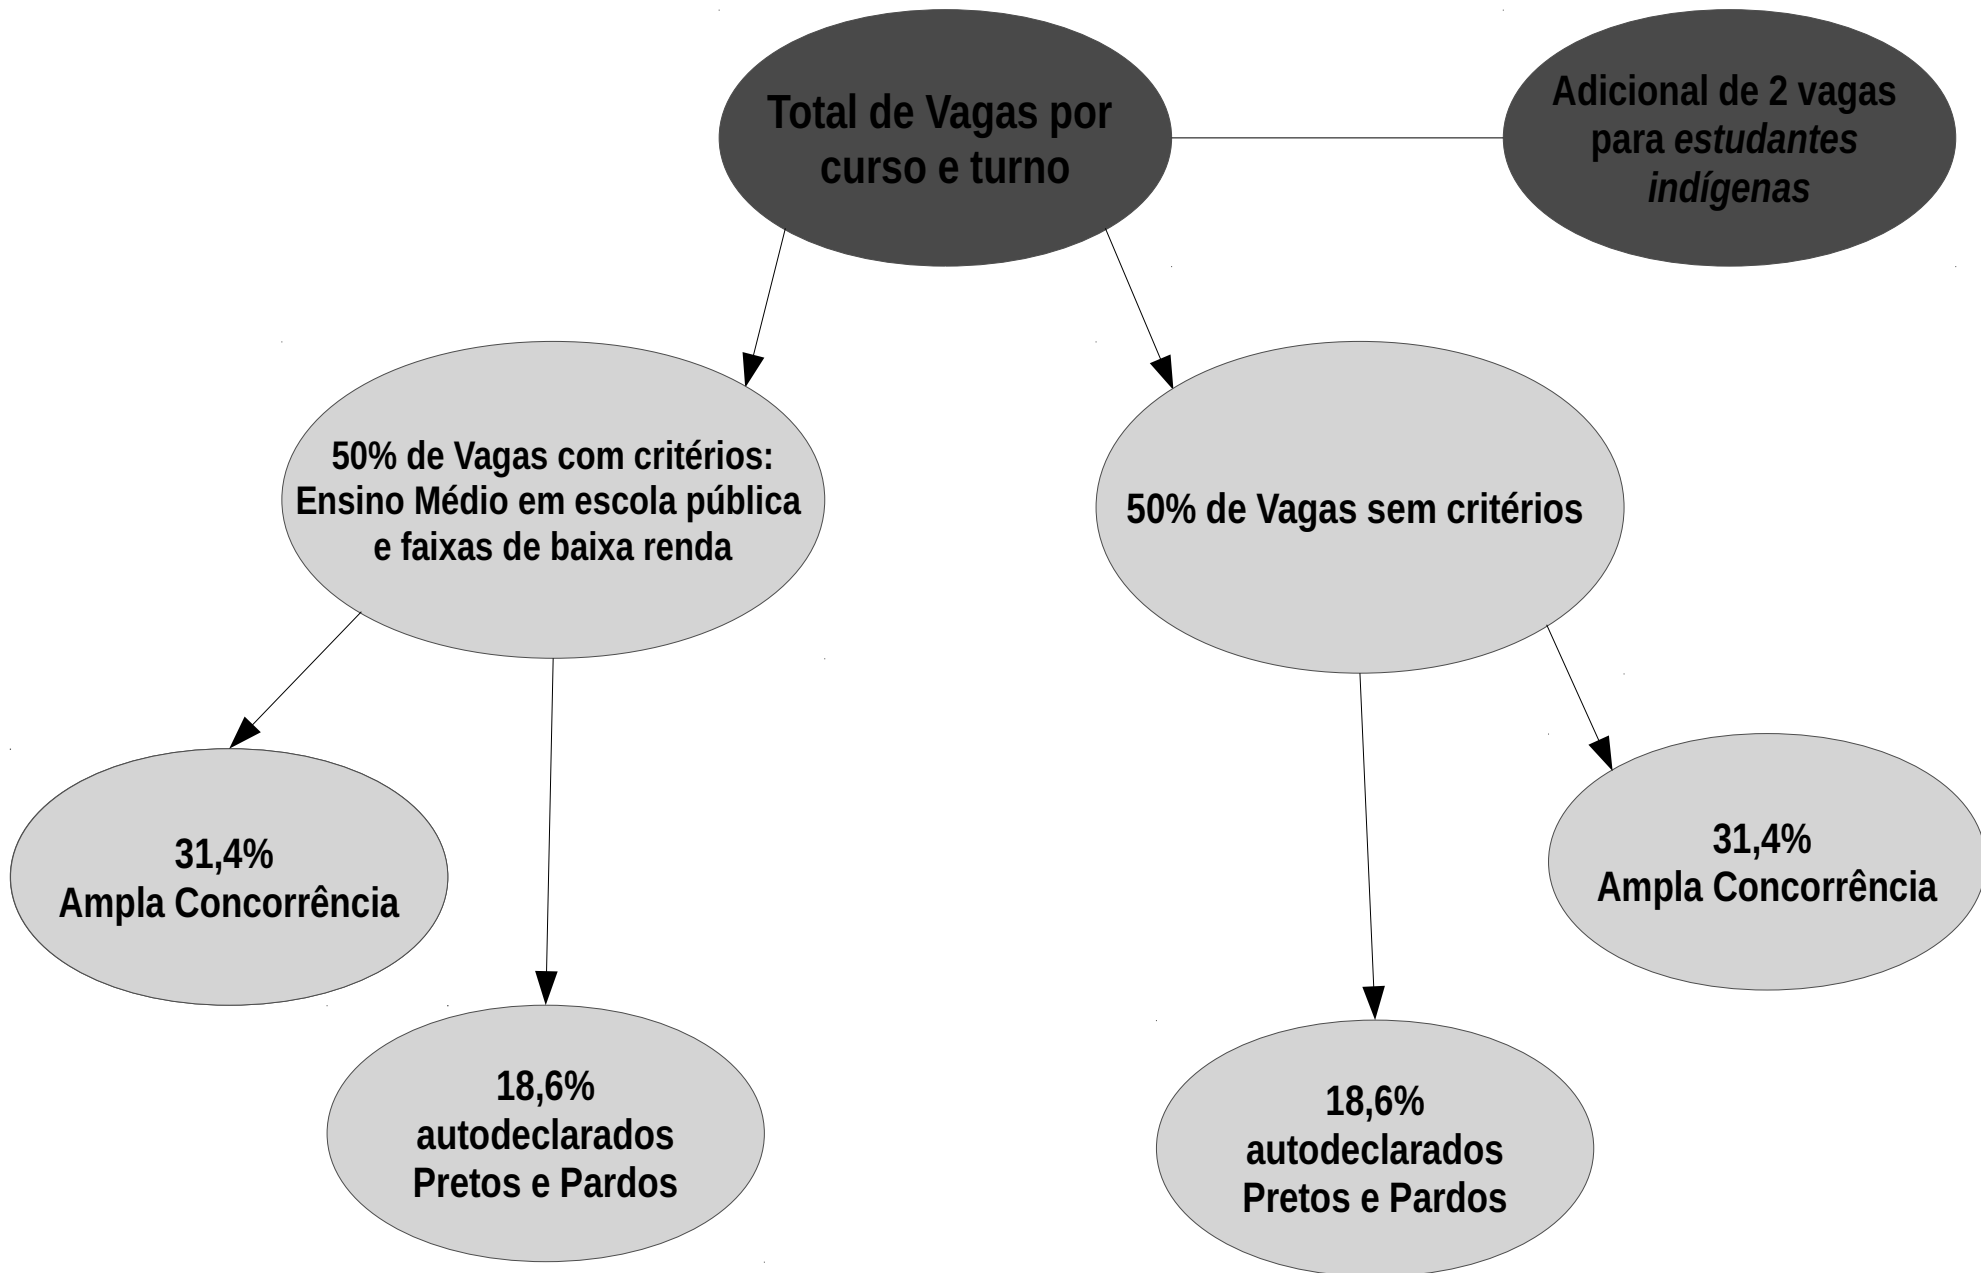 Total de Vagas por
curso e turno
Adicional de 2 vagas
para estudantes
indígenas
50% de Vagas com critérios:
Ensino Médio em escola pública
e faixas de baixa renda
50% de Vagas sem critérios
31,4%
Ampla Concorrência
18,6%
autodeclarados
Pretos e Pardos
18,6%
autodeclarados
Pretos e Pardos
31,4%
Ampla Concorrência